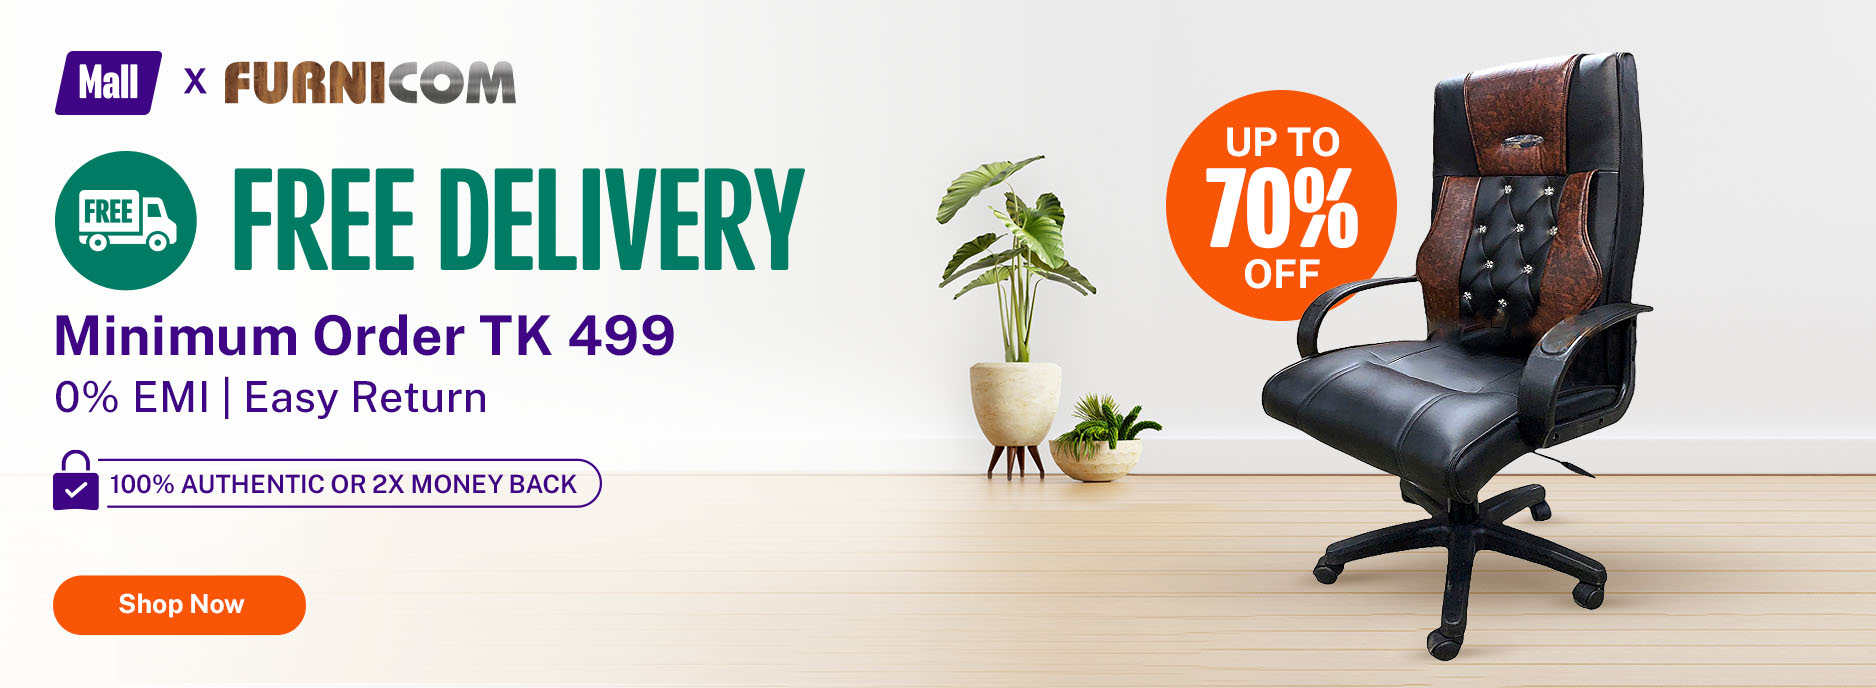 Mall X FURNICOM
FREE
FREE DELIVERY
Minimum Order TK 499
0% EMI | Easy Return
100% AUTHENTIC OR 2X MONEY BACK
Shop Now
UP TO
70%
OFF